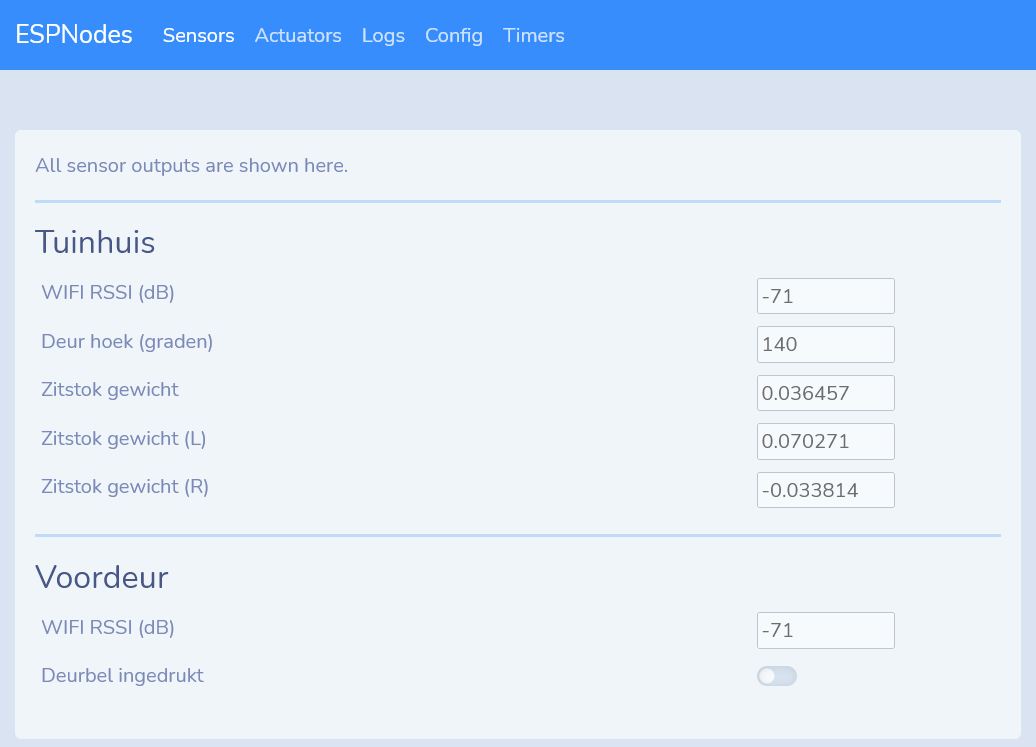 ESPNodes Sensors Actuators Logs Config Timers
All sensor outputs are shown here.
Tuinhuis
WIFI RSSI (dB) -71
Deur hoek (graden) 140
Zitstok gewicht 0.036457
Zitstok gewicht (L) 0.070271
Zitstok gewicht (R) -0.033814
Voordeur
WIFI RSSI (dB) -71
Deurbel ingedrukt